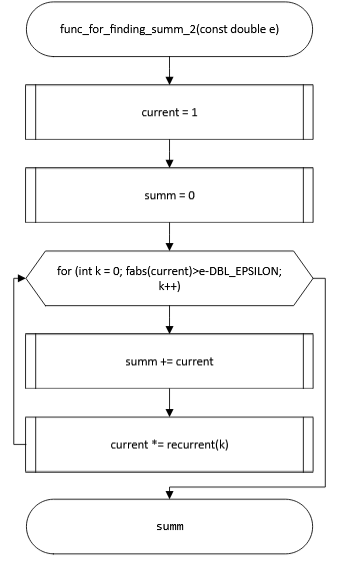 func_for_finding_summ_2(const double e)
current = 1
summ = 0
for (int k = 0; fabs(current)>e-DBL_EPSILON;
k++)
summ += current
current *= recurrent(k)
summ